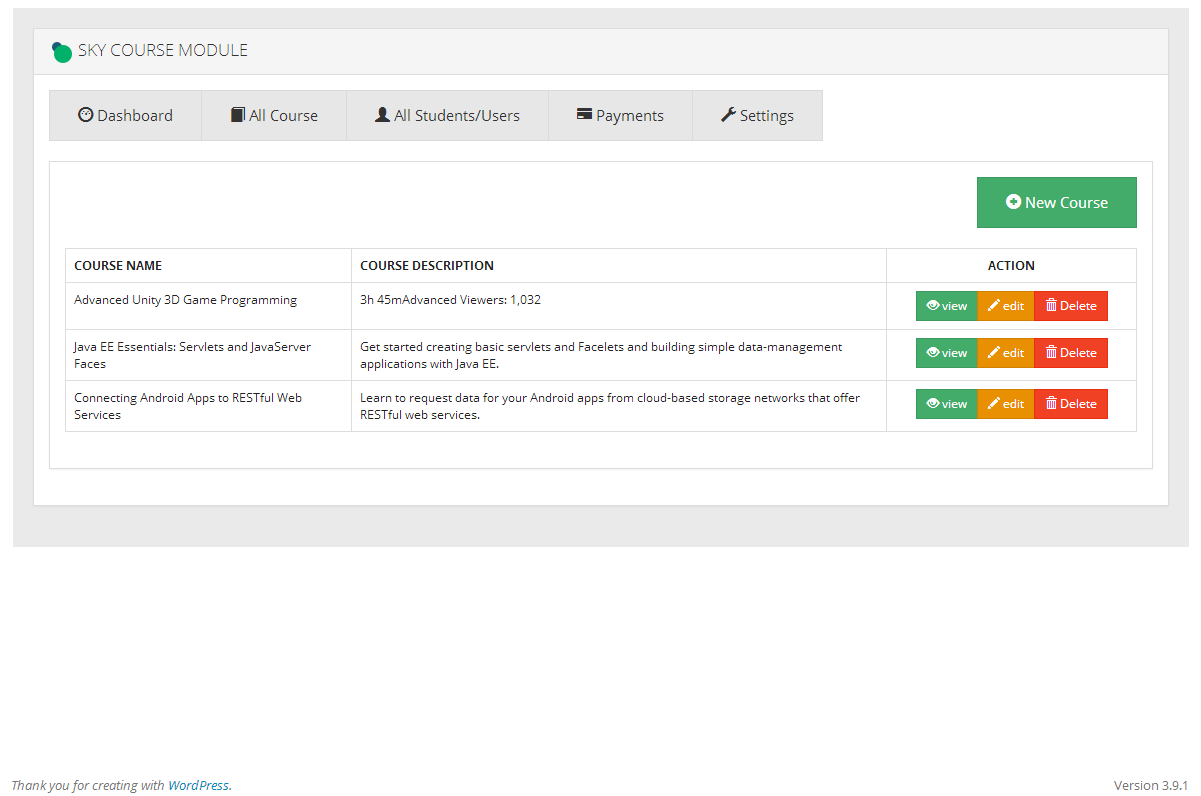 SKY COURSE MODULE
Dashboard All Course All Students/Users Payments Settings
New Course
COURSE NAME COURSE DESCRIPTION ACTION
Advanced Unity 3D Game Programming 3h 45mAdvanced Viewers: 1,032 view edit Delete
Java EE Essentials: Servlets and JavaServer Get started creating basic servlets and Facelets and building simple data-management view edit Delete
Faces applications with Java EE.
Connecting Android Apps to RESTful Web Learn to request data for your Android apps from cloud-based storage networks that offer view edit Delete
Services RESTful web services.
Thank you for creating with WordPress. Version 3.9.1